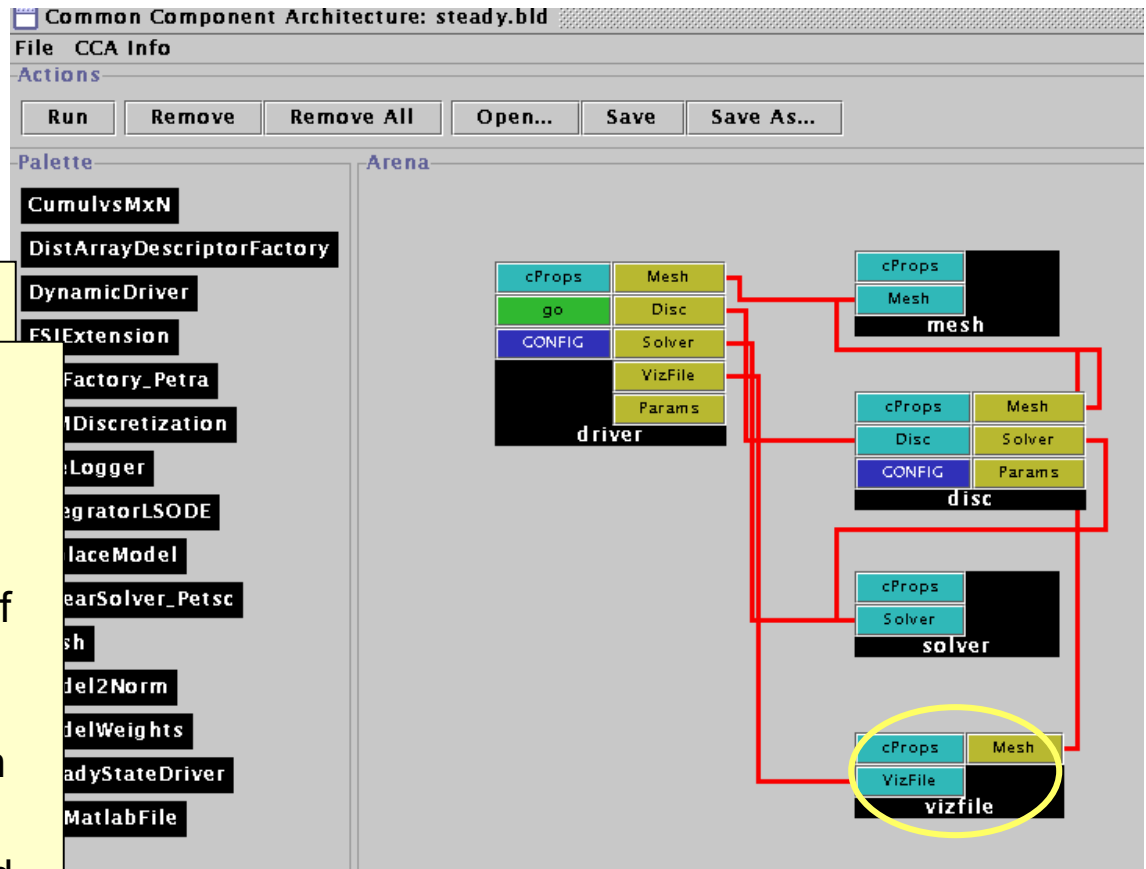 Common Component Architecture: steady.bld
File CCA Info
Actions
Run Remove Remove All Open... Save Save As...
Palette
CumulvsMxN
DistArrayDescriptorFactory
DynamicDriver
ESIExtension
Factory_Petra
Discretization
Logger
egratorLSODE
laceModel
earSolver_Petsc
sh
del2Norm
delWeights
adyStateDriver
MatlabFile
f
Arena
cProps Mesh
go Disc
CONFIG Solver
VizFile
Params
driver
cProps
Mesh
mesh
cProps Mesh
Disc Solver
CONFIG Params
disc
cProps
Solver
solver
cProps Mesh
VizFile
vizfile